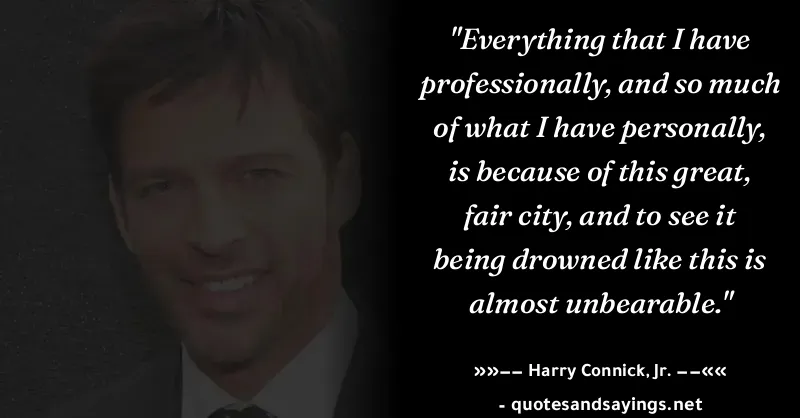 "Everything that I have
professionally, and so much
of what I have personally,
is because of this great,
fair city, and to see it
being drowned like this is
almost unbearable."
»»−− Harry Connick, Jr. −−««
- quotesandsayings.net